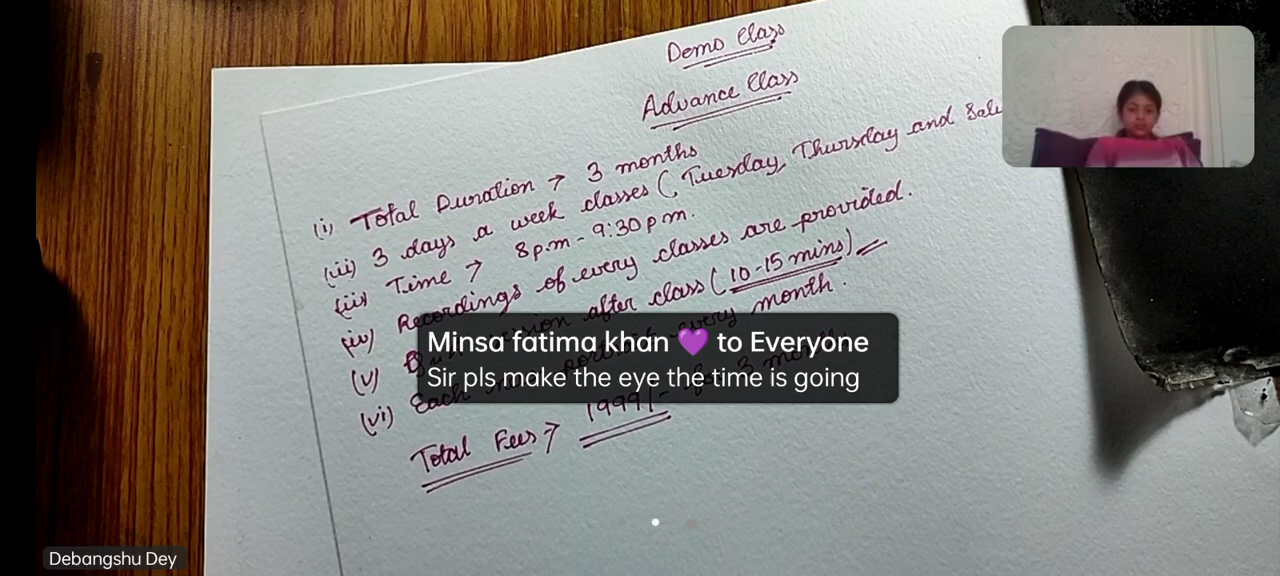 Demo Class
Advance Class
(i) Total Duration → 3 months
(ii) 3 days a week classes (Tuesday, Thursday and
(iii) Time → 8 p.m - 9:30 p m.
(iv) Recordings of every classes are provided.
(v) after class (10-15 mins)
(vi) Each every month.
Total Fees → 1999/- for 3
Minsa fatima khan 💜 to Everyone
Sir pls make the eye the time is going
Debangshu Dey